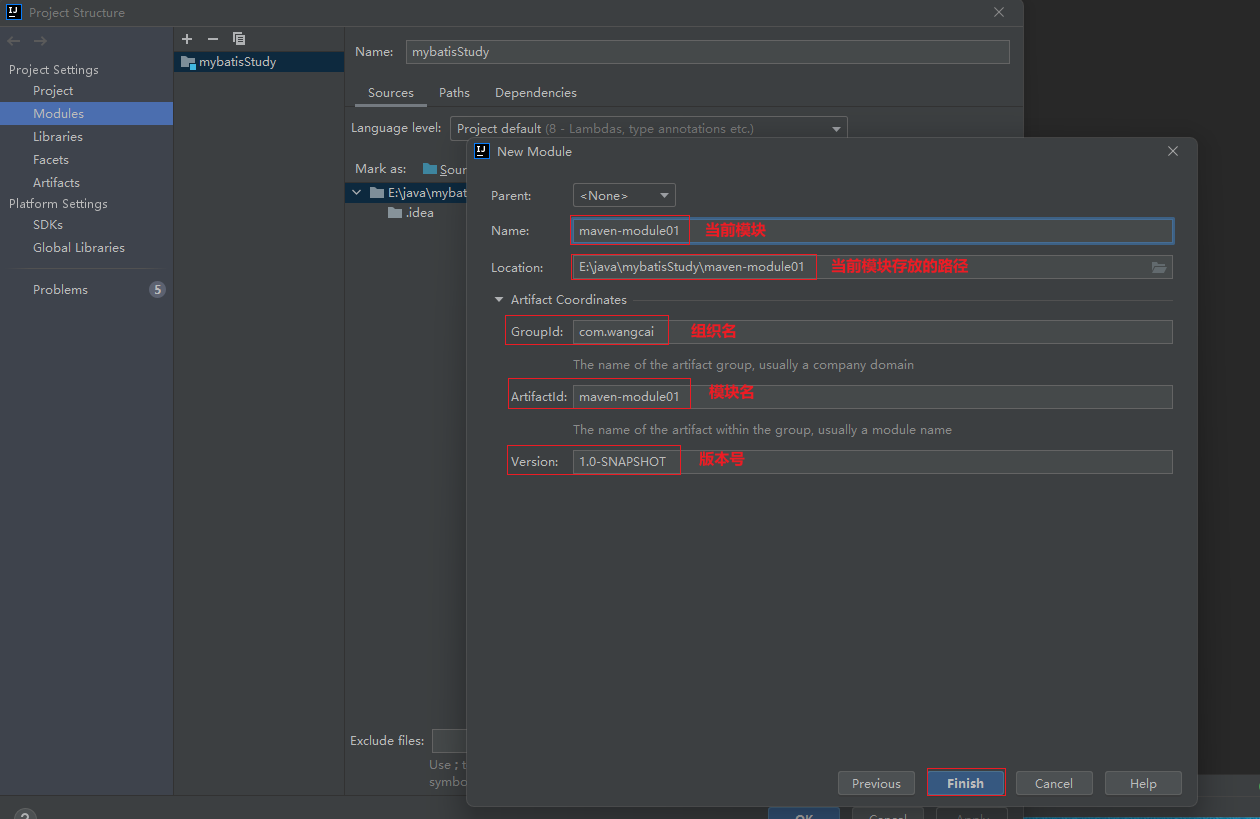 Project Structure
Project Settings
Project
Modules
Libraries
Facets
Artifacts
Platform Settings
SDKs
Global Libraries
Problems 5
mybatisStudy
Name: mybatisStudy
Sources Paths Dependencies
Language level: Project default (8 - Lambdas, type annotations etc.)
Mark as: Sour
E:\java\mybat
.idea
Exclude files:
Use ; t
symbo
New Module
Parent: <None>
Name: maven-module01 当前模块
Location: E:\java\mybatisStudy\maven-module01 当前模块存放的路径
Artifact Coordinates
GroupId: com.wangcai 组织名
The name of the artifact group, usually a company domain
ArtifactId: maven-module01 模块名
The name of the artifact within the group, usually a module name
Version: 1.0-SNAPSHOT 版本号
Previous Finish Cancel Help
OK Cancel Apply